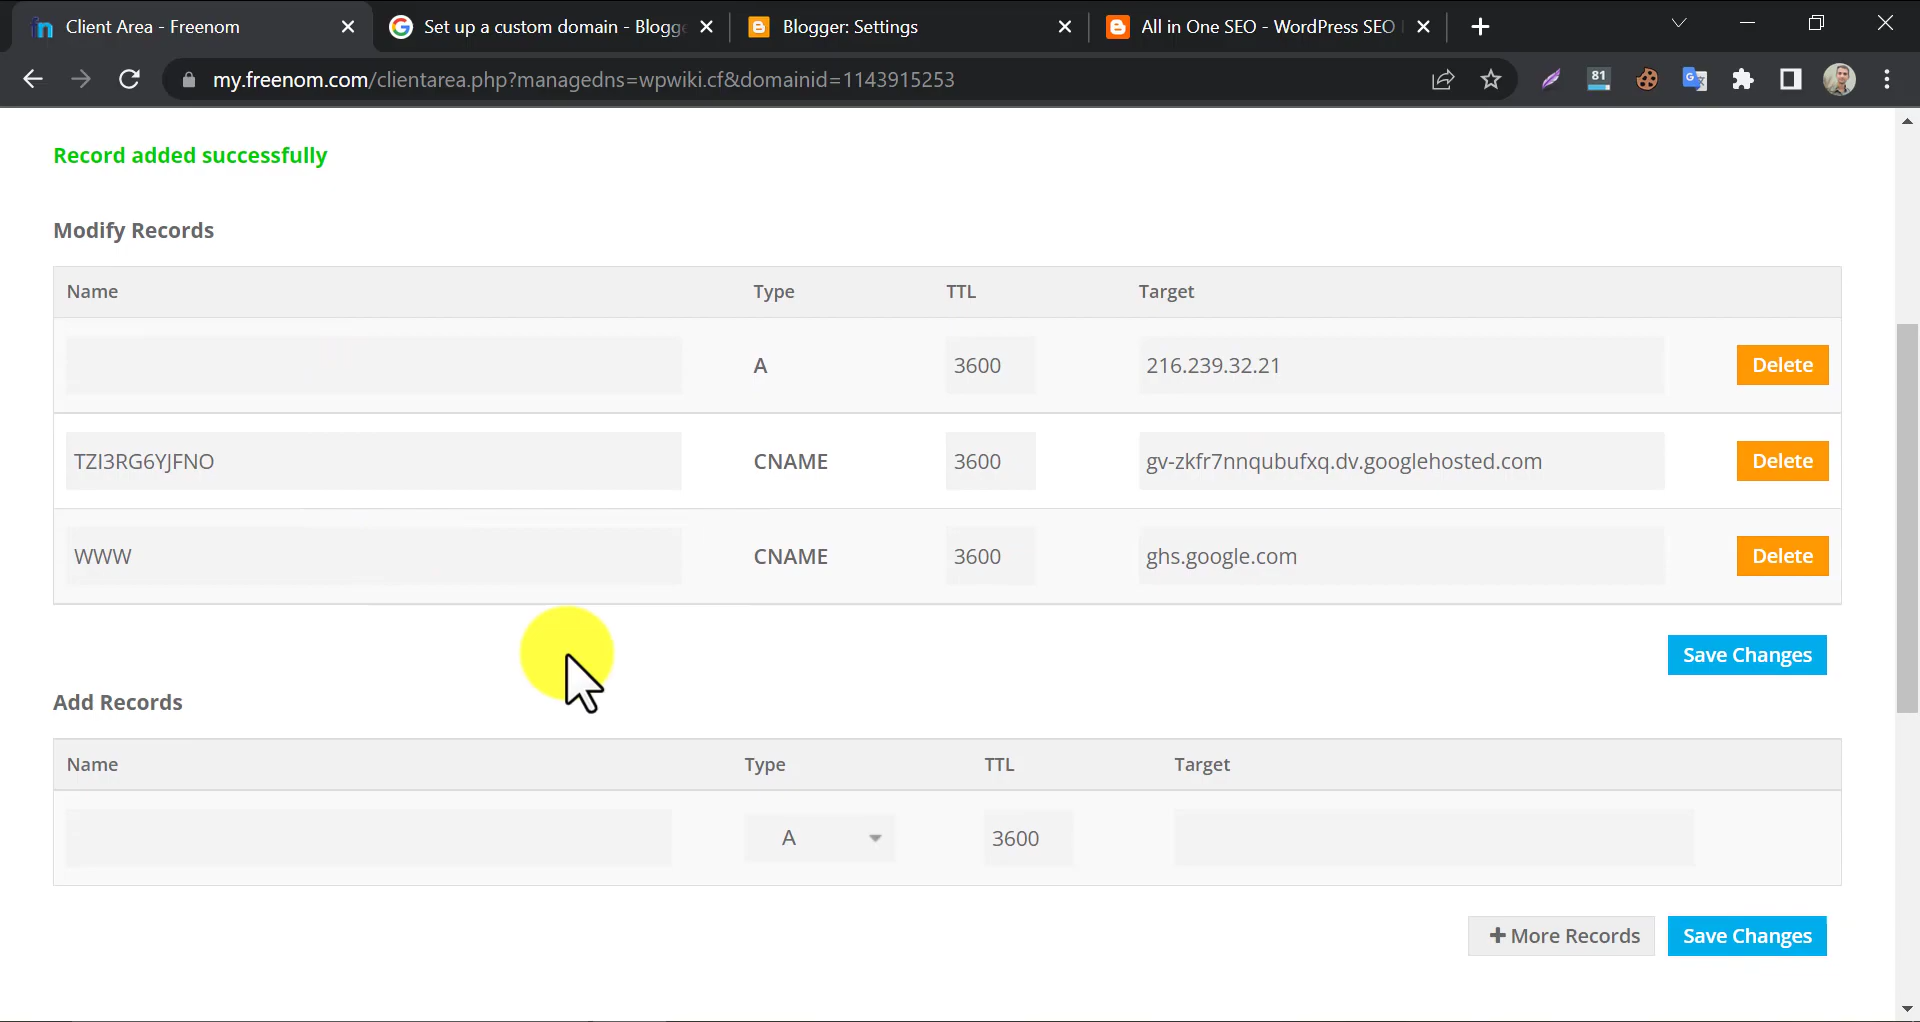 Client Area - Freenom
Set up a custom domain - Blogg
Blogger: Settings
All in One SEO - WordPress SEO
my.freenom.com/clientarea.php?managedns=wpwiki.cf&domainid=1143915253
81
Record added successfully
Modify Records
Name Type TTL Target
A 3600 216.239.32.21 Delete
TZI3RG6YJFNO CNAME 3600 gv-zkfr7nnqubufxq.dv.googlehosted.com Delete
WWW CNAME 3600 ghs.google.com Delete
Save Changes
Add Records
Name Type TTL Target
A 3600
+ More Records Save Changes